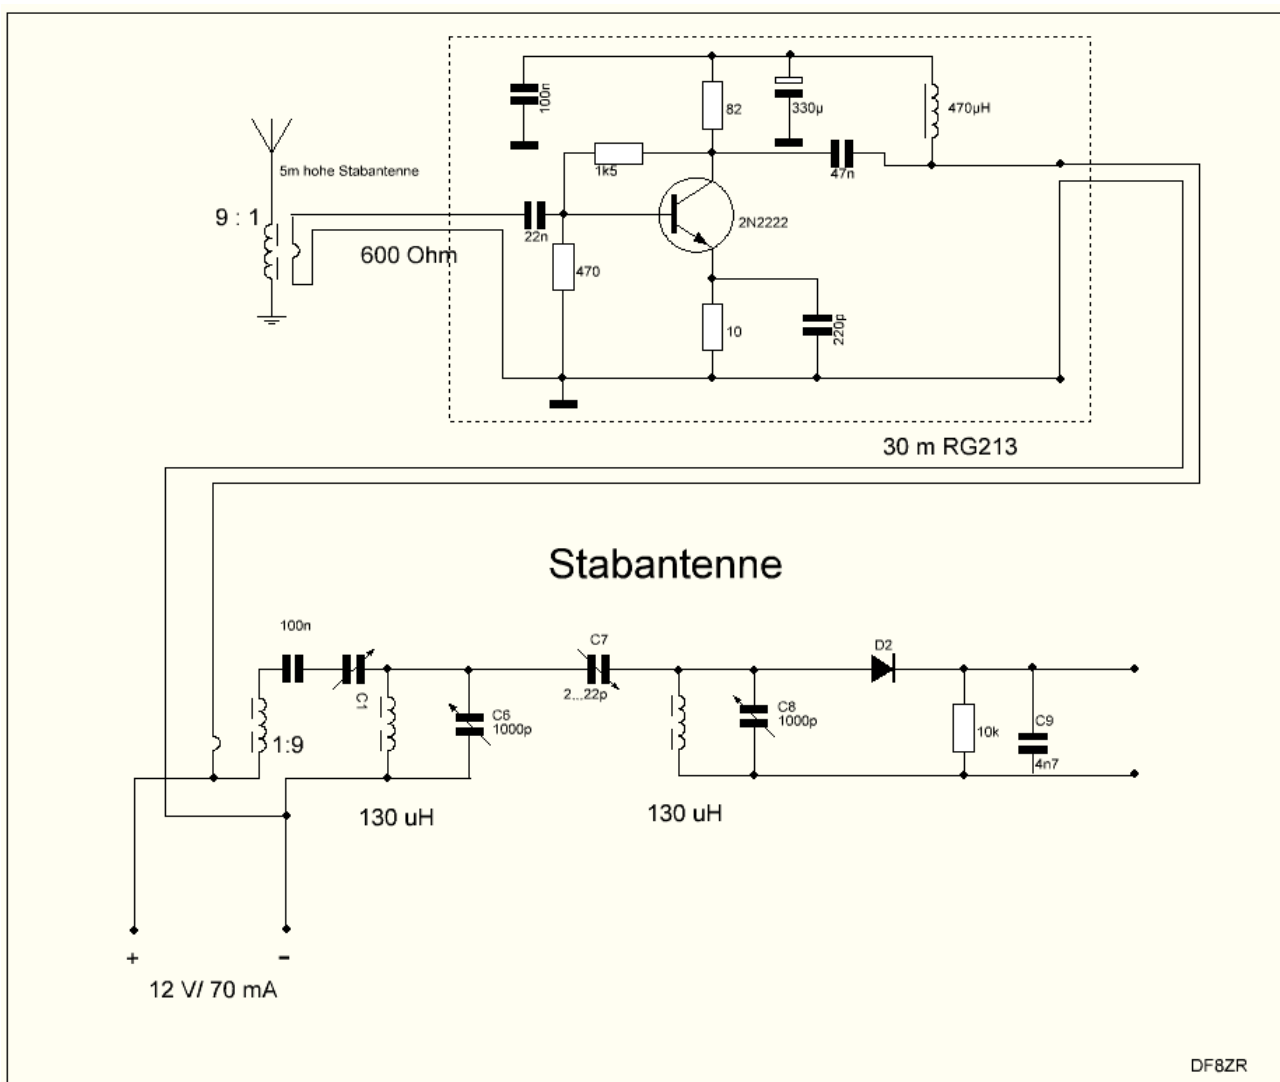 100n
82
330µ
470µH
5m hohe Stabantenne
1k5
47n
9 : 1
2N2222
22n
600 Ohm
470
10
220p
30 m RG213
Stabantenne
100n
C7
D2
2...22p
C1
C6
1000p
C8
1000p
1:9
10k
C9
4n7
130 uH
130 uH
+
-
12 V/ 70 mA
DF8ZR